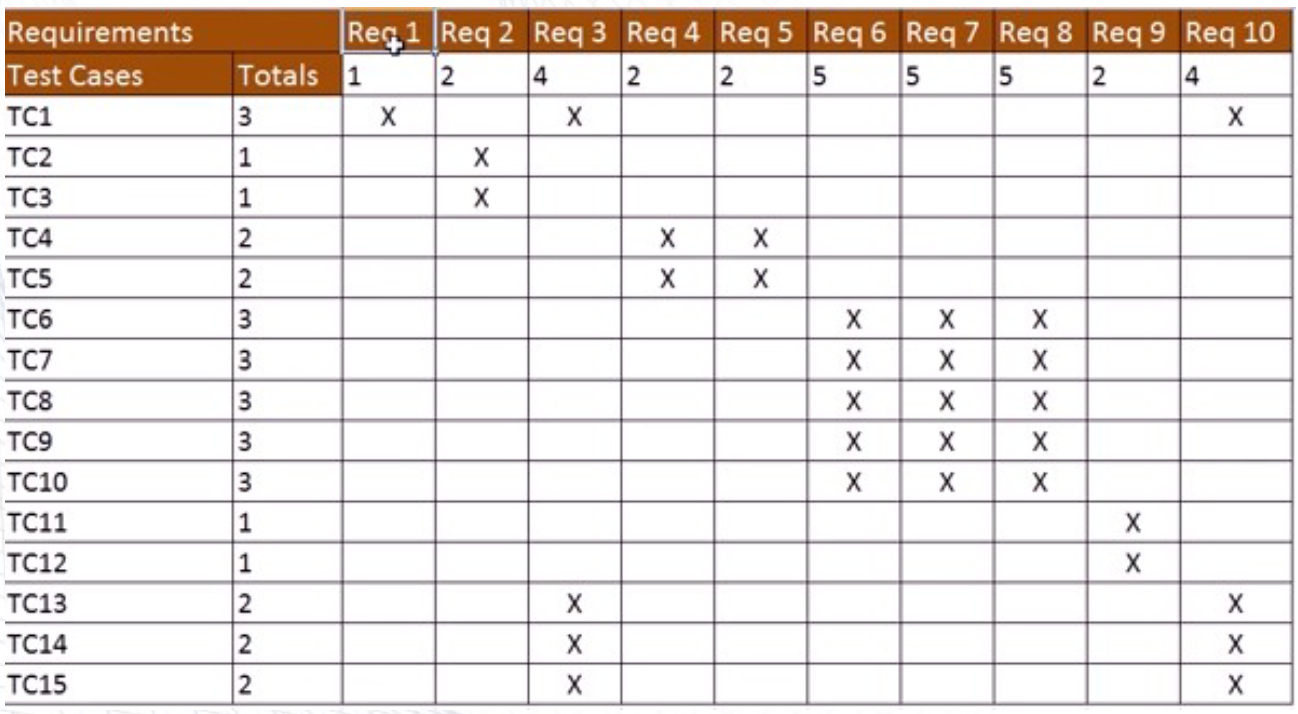 Requirements Req 1 Req 2 Req 3 Req 4 Req 5 Req 6 Req 7 Req 8 Req 9 Req 10
Test Cases Totals 1 2 4 2 2 5 5 5 2 4
TC1 3 X X X
TC2 1 X
TC3 1 X
TC4 2 X X
TC5 2 X X
TC6 3 X X X
TC7 3 X X X
TC8 3 X X X
TC9 3 X X X
TC10 3 X X X
TC11 1 X
TC12 1 X
TC13 2 X X
TC14 2 X X
TC15 2 X X